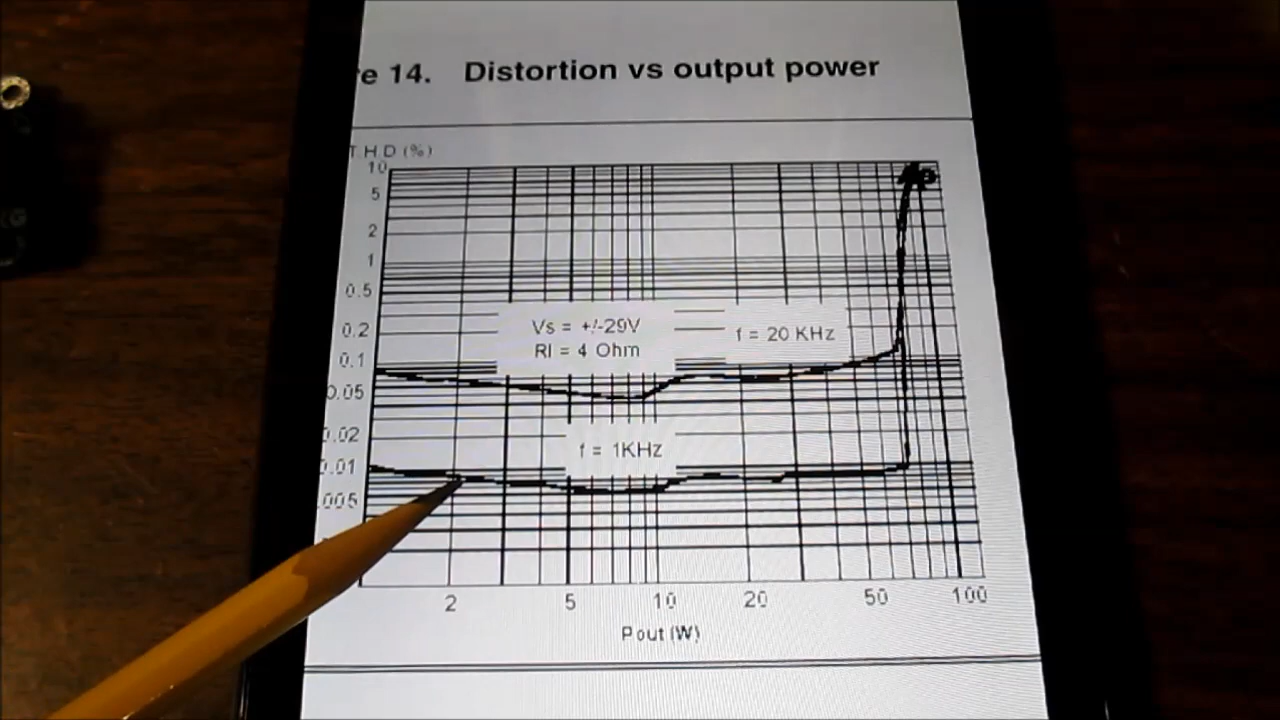 e 14. Distortion vs output power
T H D (%)
10
5
2
1
0.5
Vs = +/-29V
f = 20 KHz
0.2
Rl = 4 Ohm
0.1
0.05
f = 1KHz
0.02
0.01
005
2 5 10 20 50 100
Pout (W)